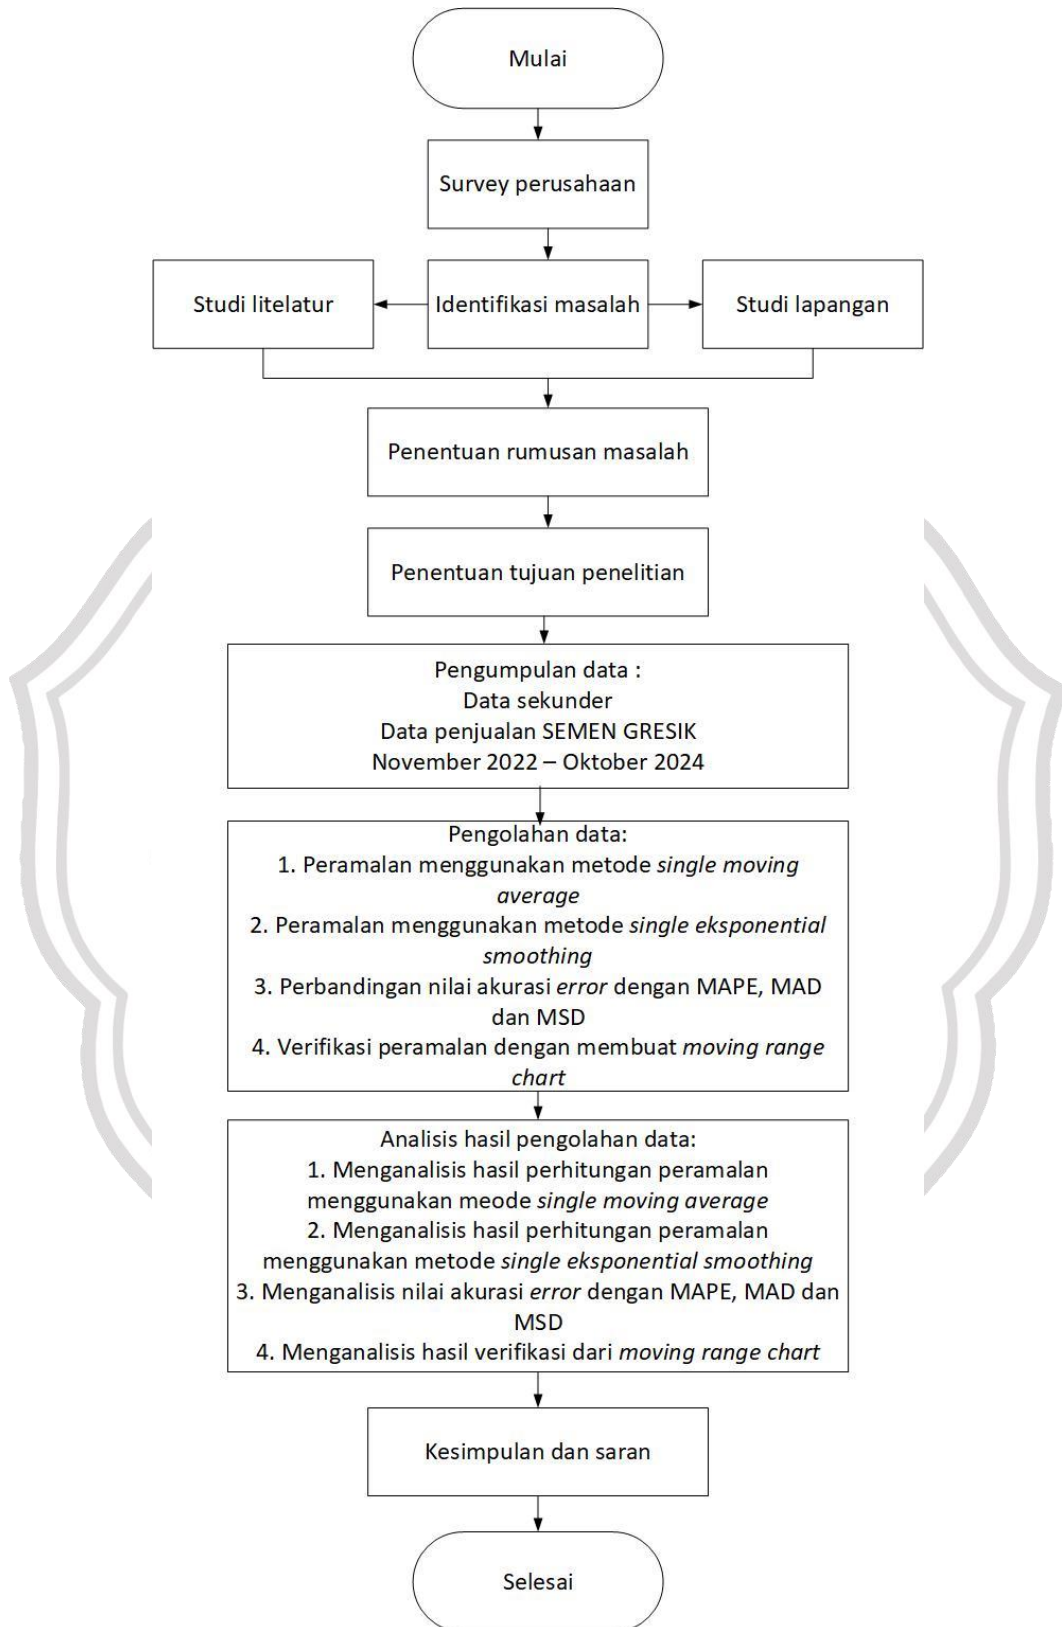 Mulai
Survey perusahaan
Studi litelatur
Identifikasi masalah
Studi lapangan
Penentuan rumusan masalah
Penentuan tujuan penelitian
Pengumpulan data :
Data sekunder
Data penjualan SEMEN GRESIK
November 2022 – Oktober 2024
Pengolahan data:
1. Peramalan menggunakan metode single moving
average
2. Peramalan menggunakan metode single eksponential
smoothing
3. Perbandingan nilai akurasi error dengan MAPE, MAD
dan MSD
4. Verifikasi peramalan dengan membuat moving range
chart
Analisis hasil pengolahan data:
1. Menganalisis hasil perhitungan peramalan
menggunakan meode single moving average
2. Menganalisis hasil perhitungan peramalan
menggunakan metode single eksponential smoothing
3. Menganalisis nilai akurasi error dengan MAPE, MAD dan
MSD
4. Menganalisis hasil verifikasi dari moving range chart
Kesimpulan dan saran
Selesai